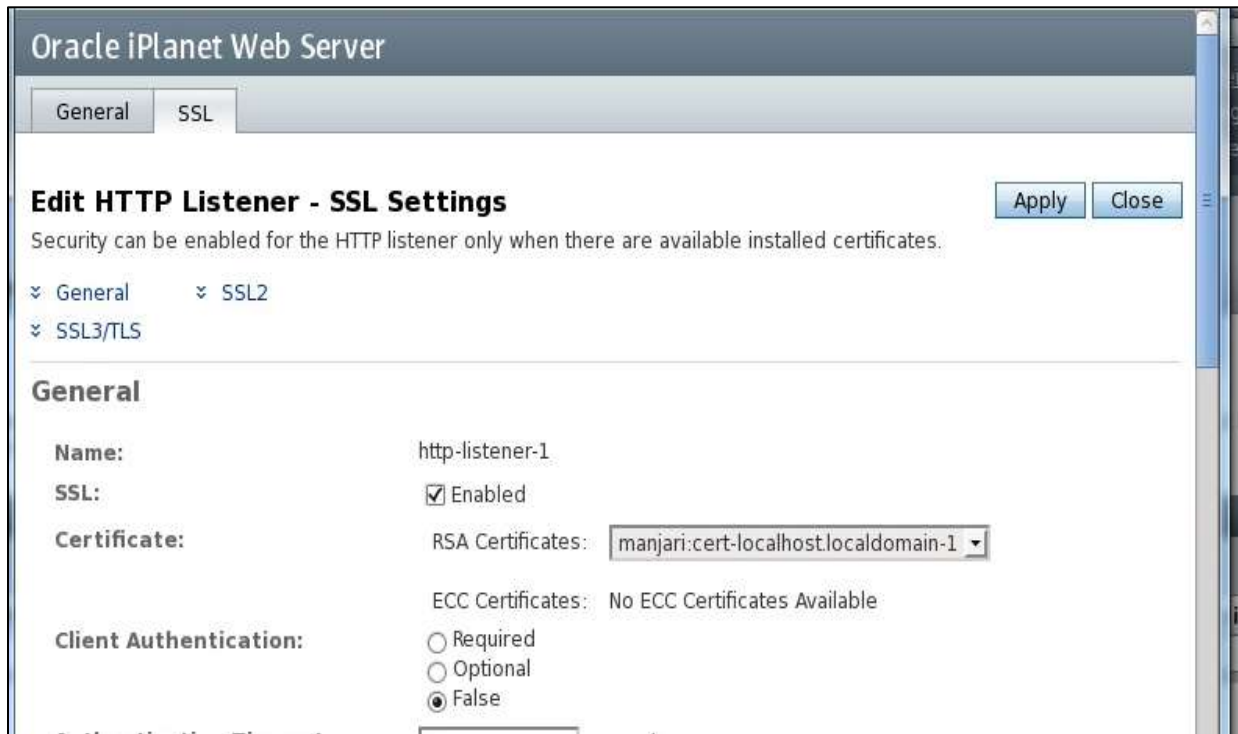 Oracle iPlanet Web Server
General SSL
Edit HTTP Listener - SSL Settings
Apply Close
Security can be enabled for the HTTP listener only when there are available installed certificates.
General SSL2
SSL3/TLS
General
Name: http-listener-1
SSL: Enabled
Certificate: RSA Certificates: manjari:cert-localhost.localdomain-1
ECC Certificates: No ECC Certificates Available
Client Authentication: Required
Optional
False